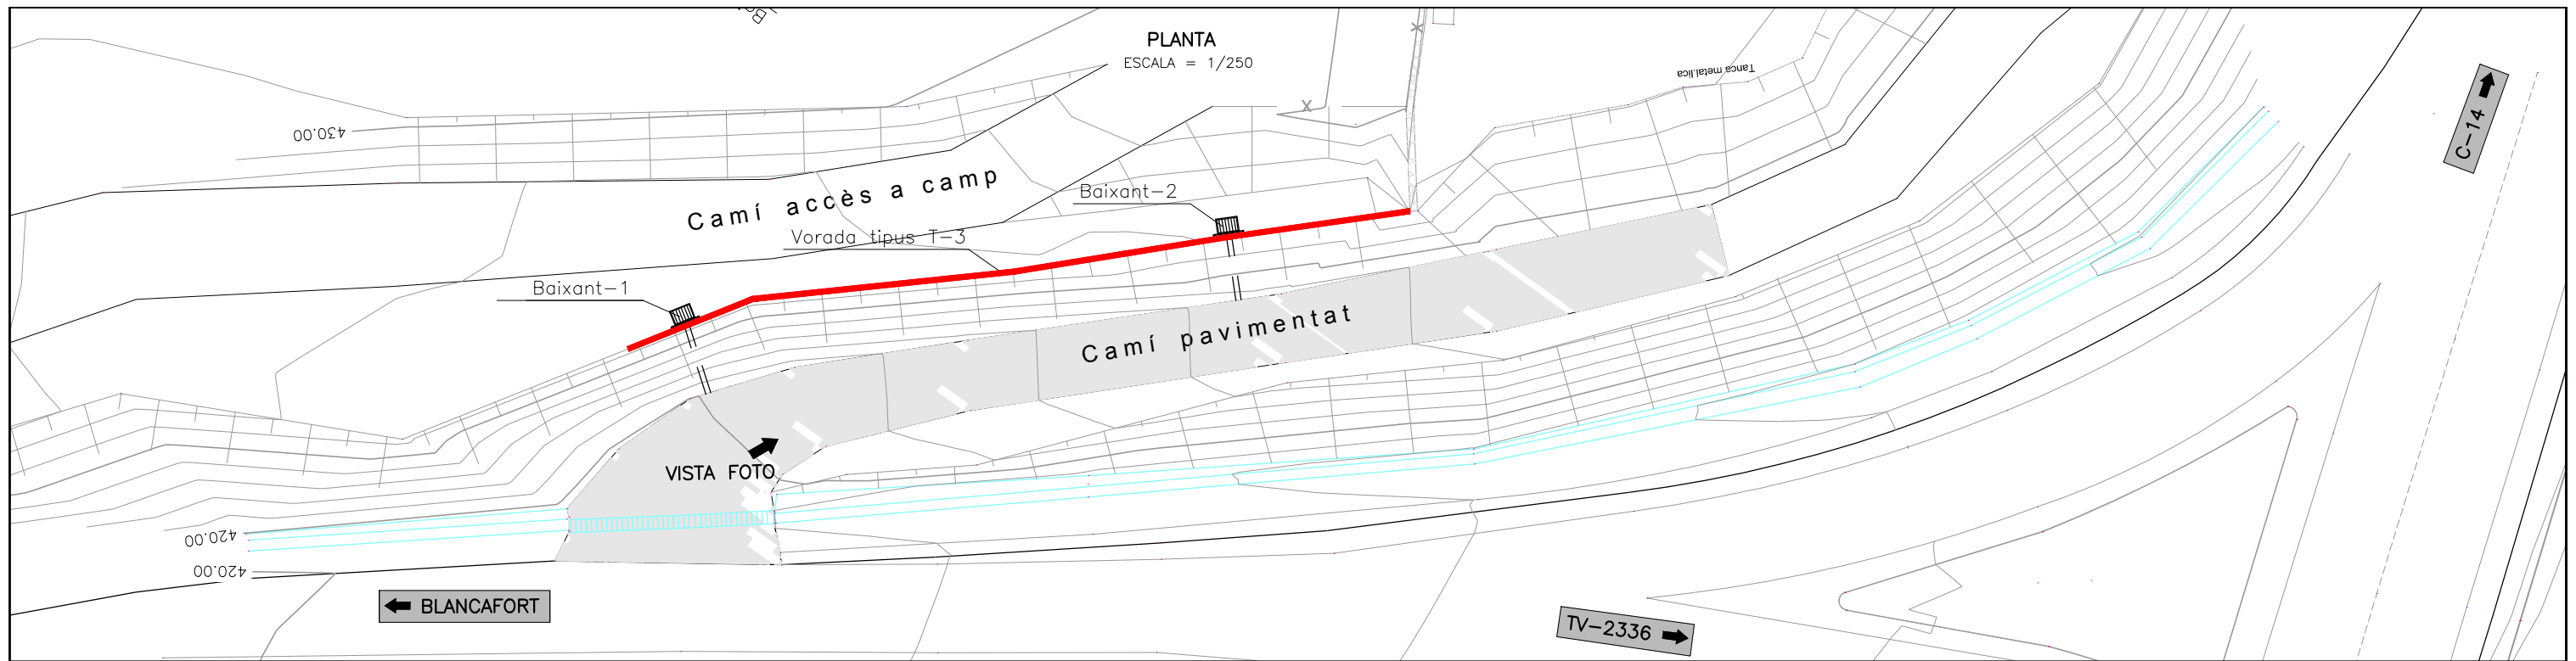 PLANTA
ESCALA = 1/250
Tanca metal.lica
C-14
430.00
Camí accès a camp
Baixant-2
Vorada tipus T-3
Baixant-1
Camí pavimentat
VISTA FOTO
420.00
420.00
BLANCAFORT
TV-2336